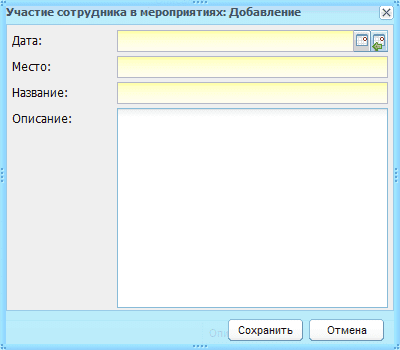 Участие сотрудника в мероприятиях: Добавление
Дата:
Место:
Название:
Описание:
Сохранить
Отмена